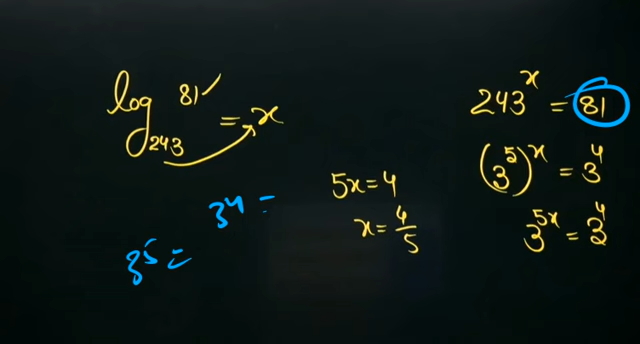 log₂₄₃ 81 ✓ = x
243ˣ = 81
(3⁵)ˣ = 3⁴
3⁵ˣ = 3⁴
5x = 4
x = 4/5
3⁴ =
3⁵ =